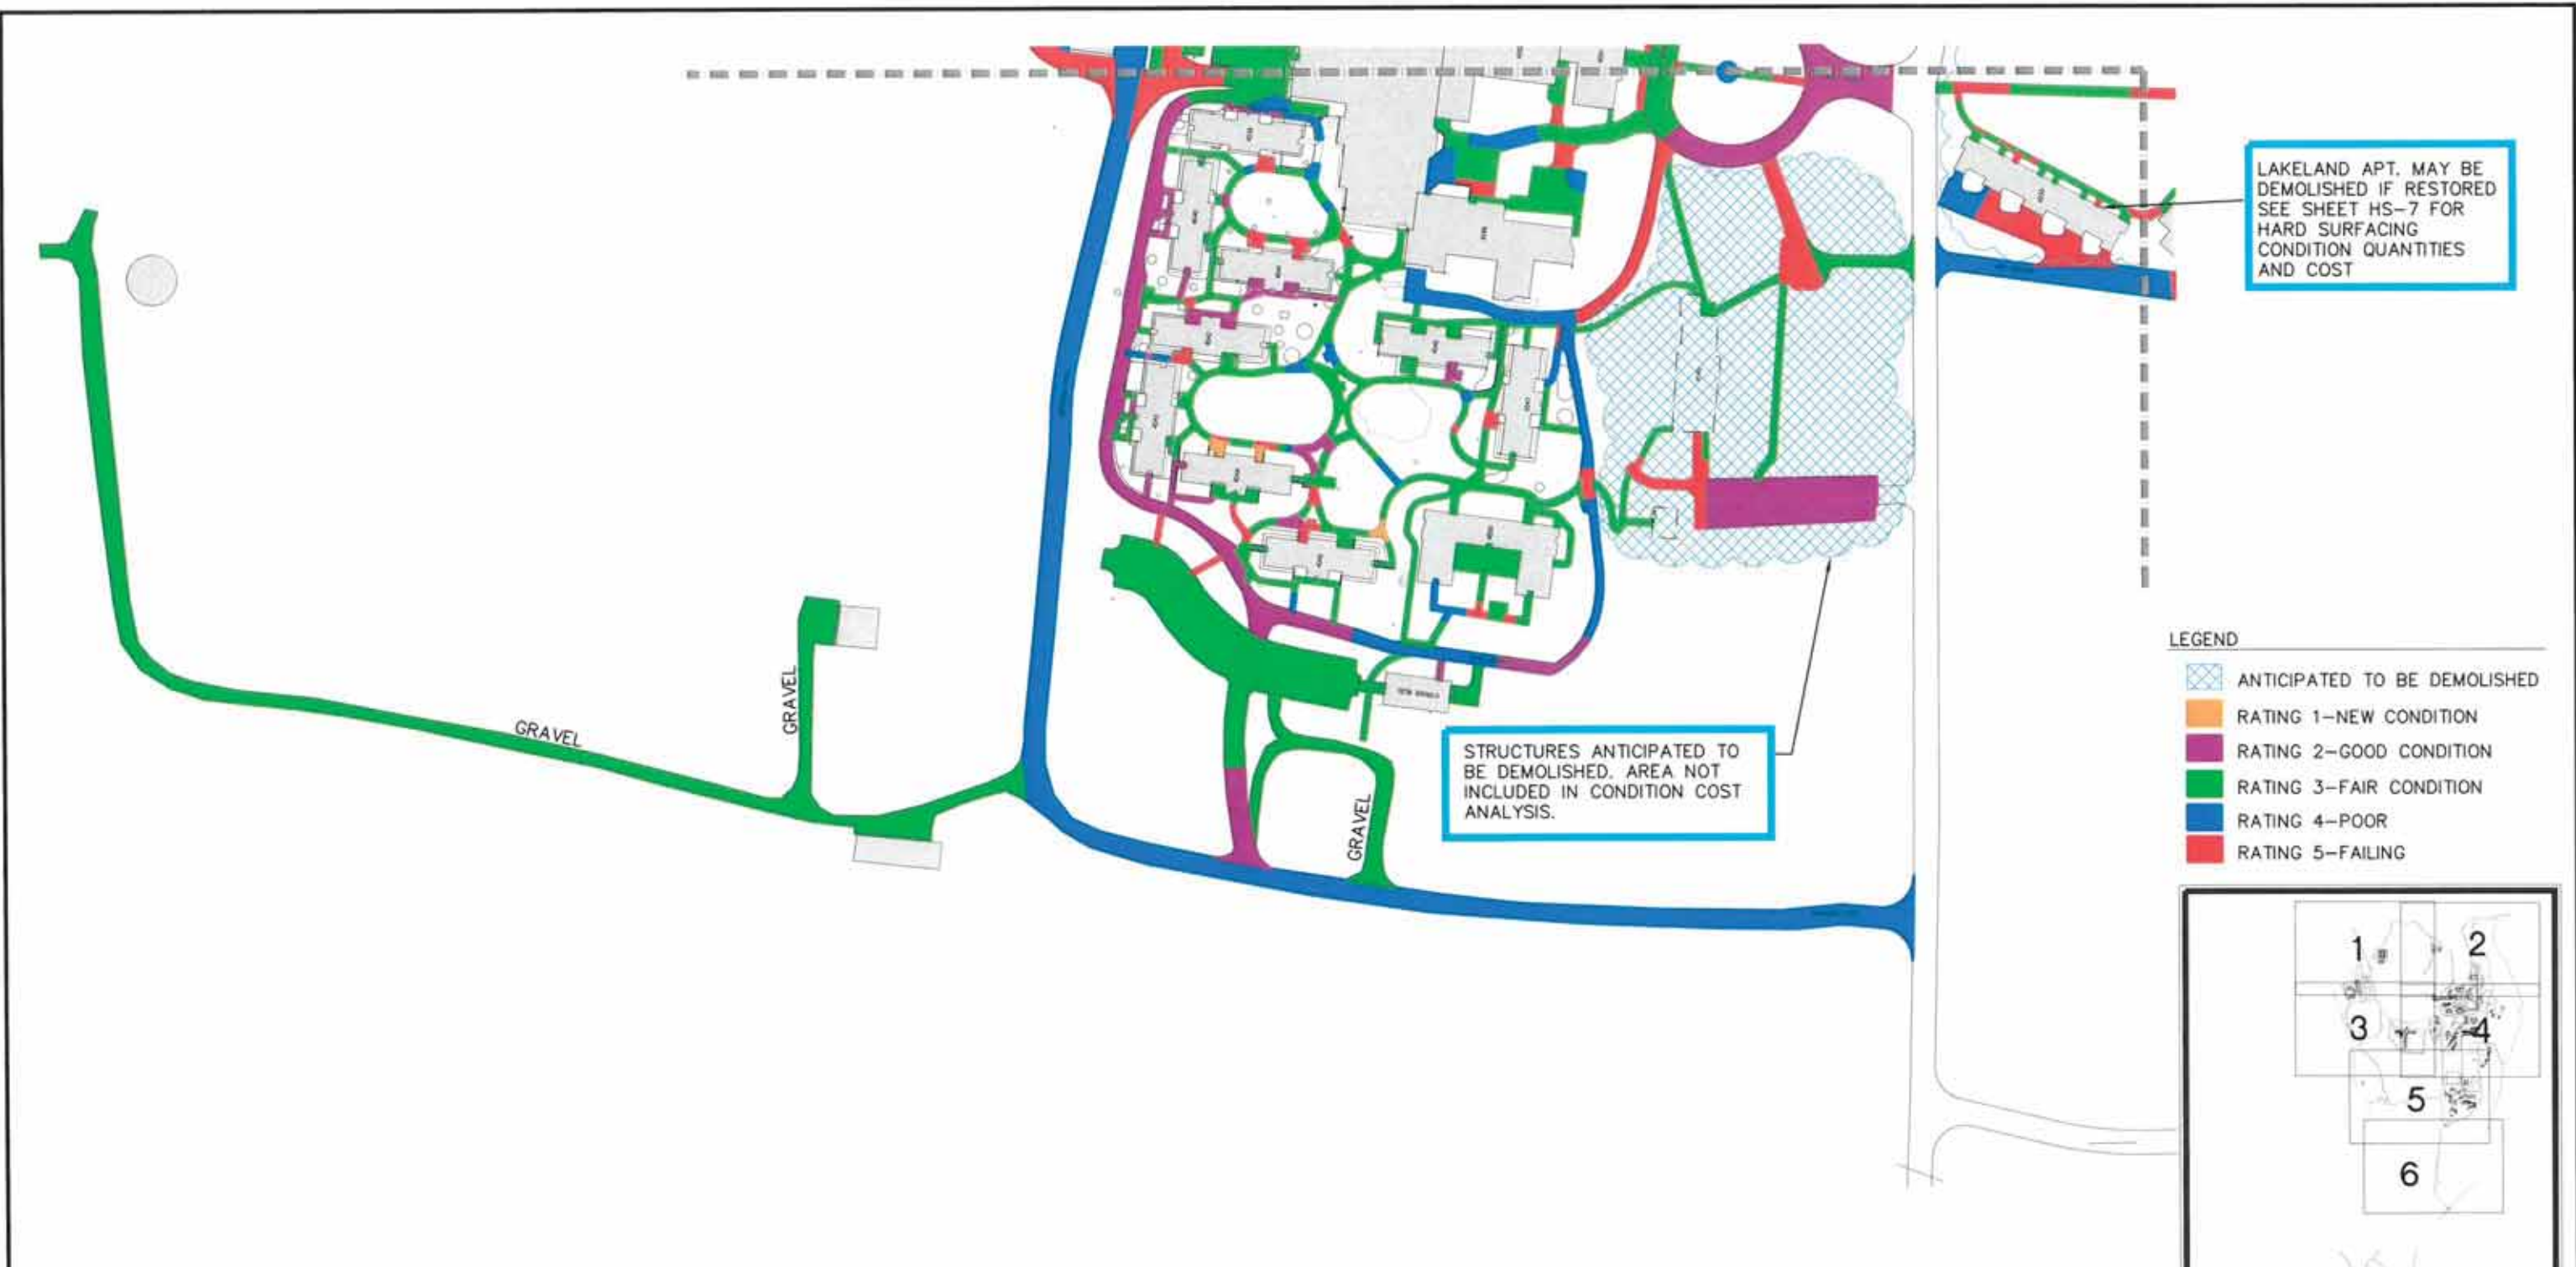 LAKELAND APT. MAY BE
DEMOLISHED IF RESTORED
SEE SHEET HS-7 FOR
HARD SURFACING
CONDITION QUANTITIES
AND COST
LEGEND
ANTICIPATED TO BE DEMOLISHED
RATING 1-NEW CONDITION
RATING 2-GOOD CONDITION
RATING 3-FAIR CONDITION
RATING 4-POOR
RATING 5-FAILING
GRAVEL
GRAVEL
GRAVEL
STRUCTURES ANTICIPATED TO
BE DEMOLISHED. AREA NOT
INCLUDED IN CONDITION COST
ANALYSIS.
1
2
3
4
5
6